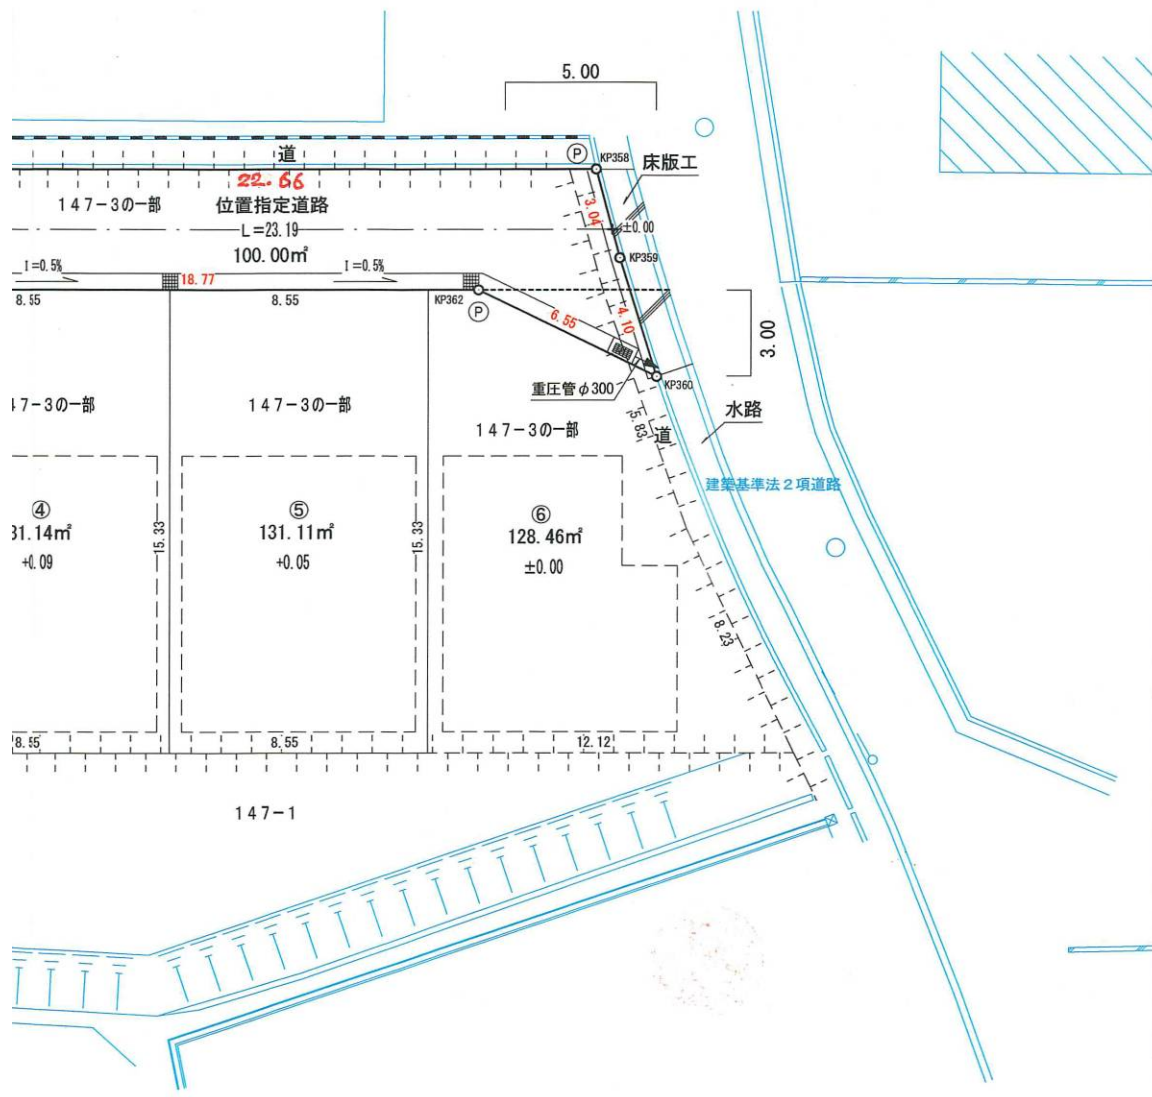 5.00
道
P
KP358
床版工
22.66
147-3の一部
位置指定道路
3.04
±0.00
L=23.19
100.00㎡
KP359
I=0.5%
18.77
I=0.5%
8.55
8.55
KP362
P
6.55
4.10
3.00
重圧管φ300
KP360
47-3の一部
147-3の一部
147-3の一部
5.83
道
水路
建築基準法2項道路
④
31.14㎡
+0.09
15.33
⑤
131.11㎡
+0.05
15.33
⑥
128.46㎡
±0.00
8.23
8.55
8.55
12.12
147-1